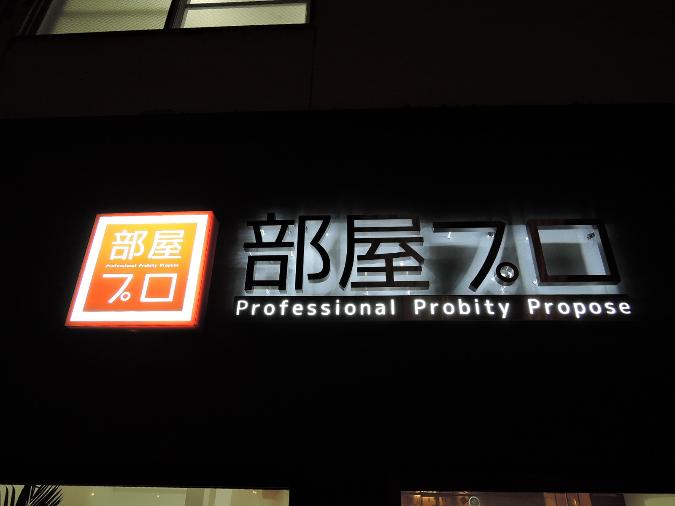 部屋
Professional Probity Propose
プロ
部屋プロ
Professional Probity Propose